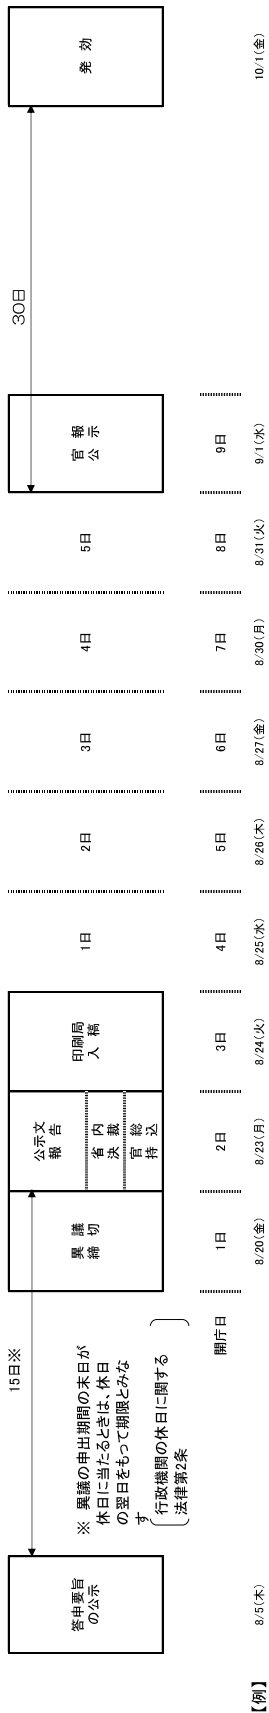 答申要旨
の公示
15日※
※ 異議の申出期間の末日が
休日に当たるときは、休日
の翌日をもって期限とみな
す
行政機関の休日に関する
法律第2条
異議
締切
公示文
報告
省内
決裁
官総
持込
印刷局
入稿
1日
2日
3日
4日
5日
官報
公示
30日
発効
開庁日
1日
2日
3日
4日
5日
6日
7日
8日
9日
【例】
8/5(木)
8/20(金)
8/23(月)
8/24(火)
8/25(水)
8/26(木)
8/27(金)
8/30(月)
8/31(火)
9/1(水)
10/1(金)